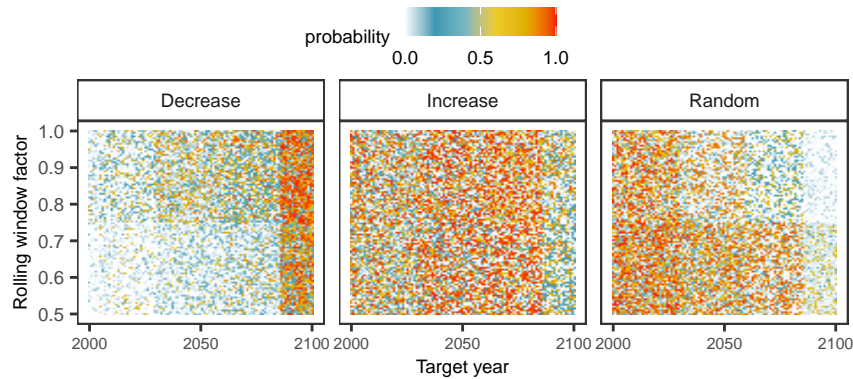 probability
0.0 0.5 1.0
Decrease Increase Random
Rolling window factor
1.0
0.9
0.8
0.7
0.6
0.5
2000 2050 2100 2000 2050 2100 2000 2050 2100
Target year